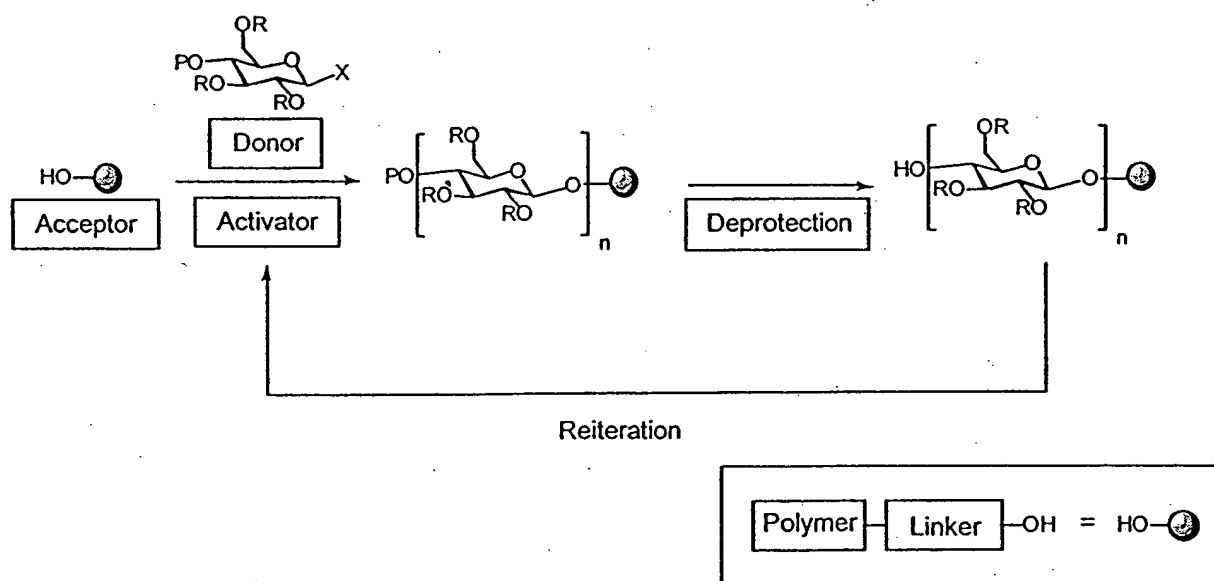 OR
PO
O
X
RO
RO
Donor
HO
Acceptor
Activator
RO
PO
O
O
RO
RO
n
Deprotection
OR
HO
O
O
RO
RO
n
Reiteration
Polymer Linker OH = HO